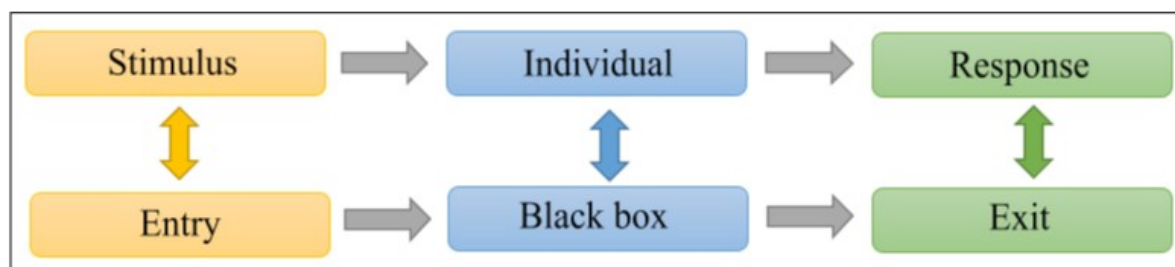 Stimulus
Individual
Response
Entry
Black box
Exit